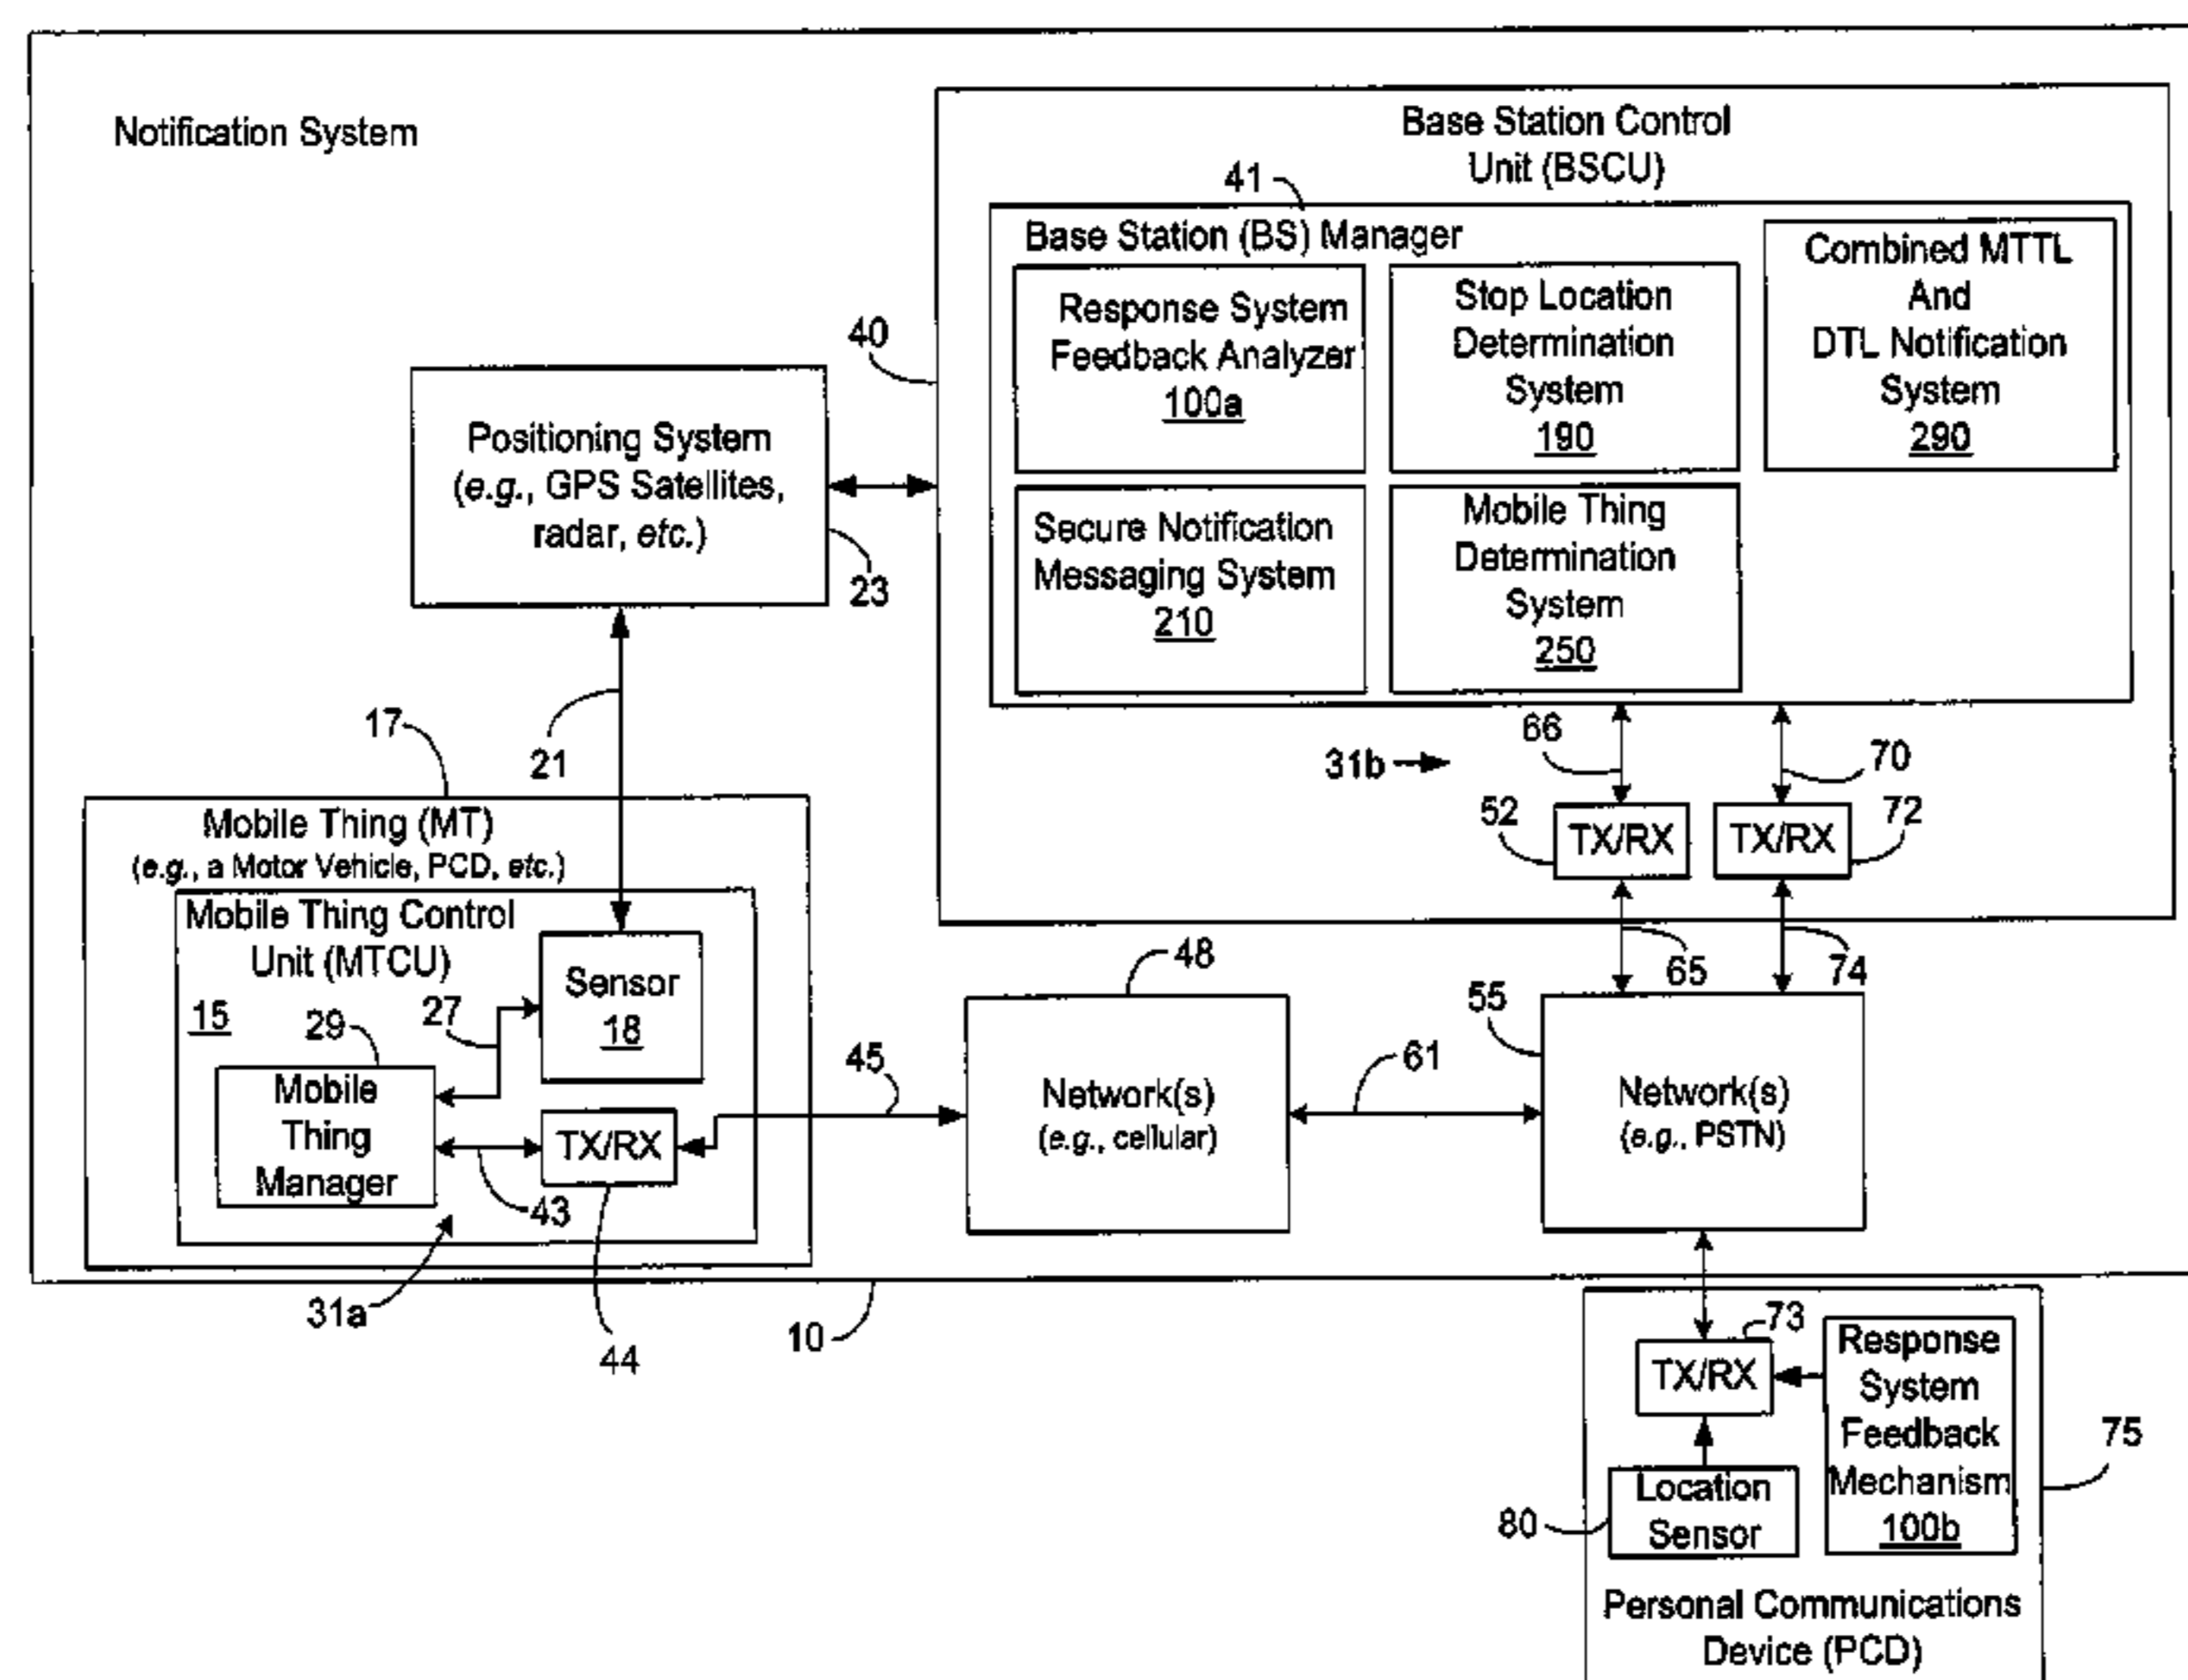 Notification System
Base Station Control
Unit (BSCU)
41
Base Station (BS) Manager
Response System
Feedback Analyzer
100a
Stop Location
Determination
System
190
Combined MTTL
And
DTL Notification
System
290
Secure Notification
Messaging System
210
Mobile Thing
Determination
System
250
40
Positioning System
(e.g., GPS Satellites,
radar, etc.)
23
21
17
66
31b
70
52
TX/RX
TX/RX
72
Mobile Thing (MT)
(e.g., a Motor Vehicle, PCD, etc.)
Mobile Thing Control
Unit (MTCU)
15
Sensor
18
27
29
Mobile
Thing
Manager
TX/RX
43
31a
44
45
48
Network(s)
(e.g., cellular)
61
65
74
55
Network(s)
(e.g., PSTN)
10
73
TX/RX
Response
System
Feedback
Mechanism
100b
75
80
Location
Sensor
Personal Communications
Device (PCD)